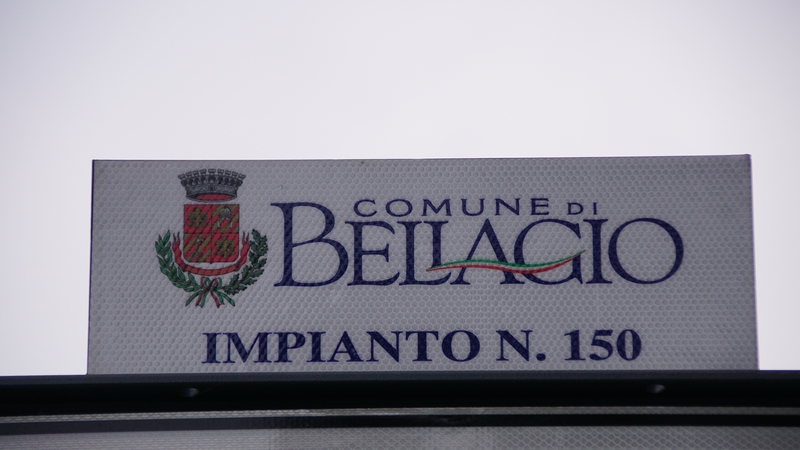 COMUNE DI
BELLAGIO
IMPIANTO N. 150